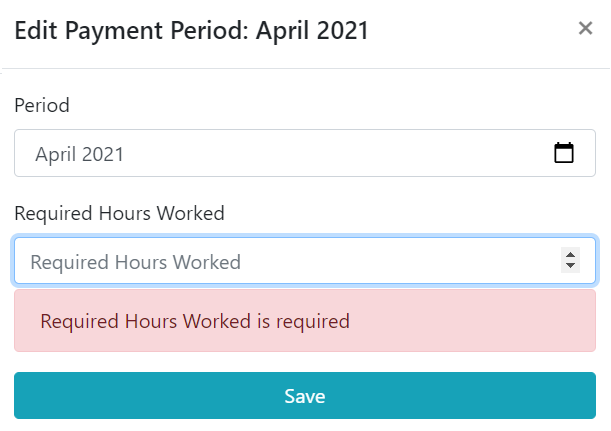 Edit Payment Period: April 2021 ×
Period
April 2021
Required Hours Worked
Required Hours Worked
Required Hours Worked is required
Save